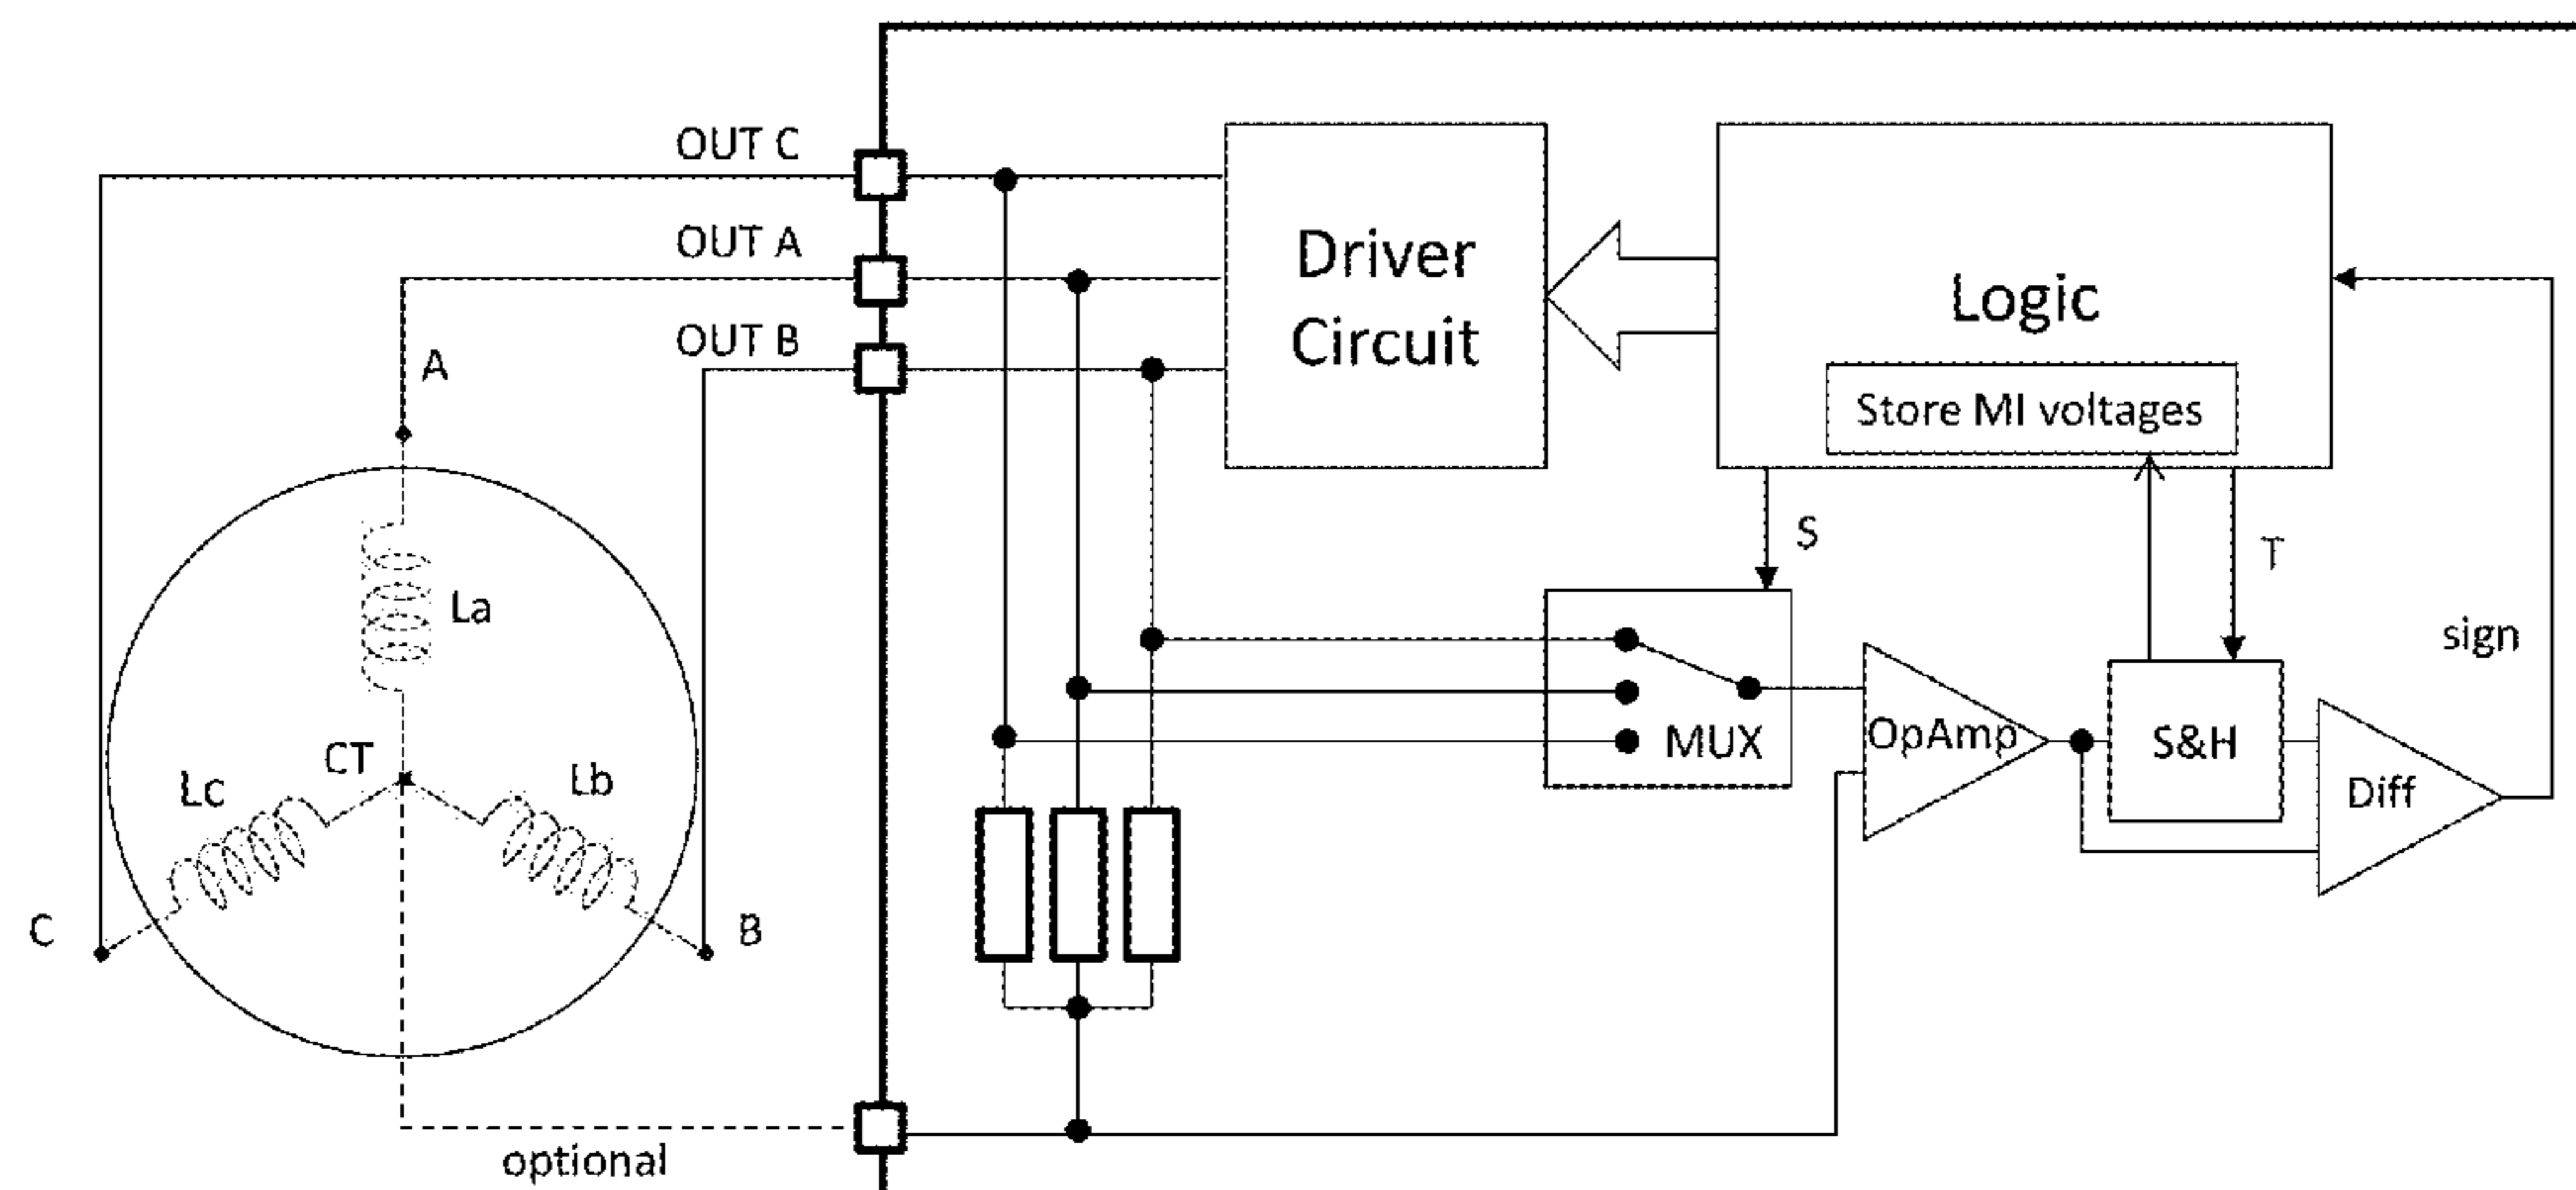 OUT C
OUT A
OUT B
A
La
CT
Lc
Lb
C
B
optional
Driver
Circuit
Logic
Store MI voltages
S
T
sign
MUX
OpAmp
S&H
Diff